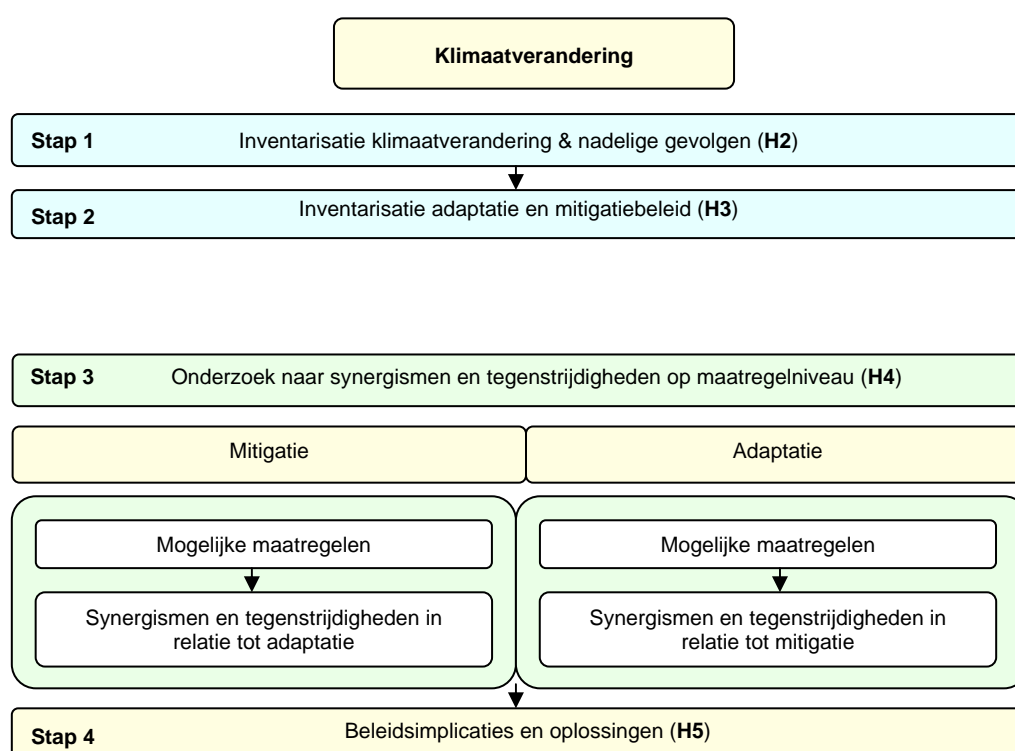 Klimaatverandering
Stap 1 Inventarisatie klimaatverandering & nadelige gevolgen (H2)
Stap 2 Inventarisatie adaptatie en mitigatiebeleid (H3)
Stap 3 Onderzoek naar synergismen en tegenstrijdigheden op maatregelniveau (H4)
Mitigatie Adaptatie
Mogelijke maatregelen
Synergismen en tegenstrijdigheden in
relatie tot adaptatie
Mogelijke maatregelen
Synergismen en tegenstrijdigheden in
relatie tot mitigatie
Stap 4 Beleidsimplicaties en oplossingen (H5)